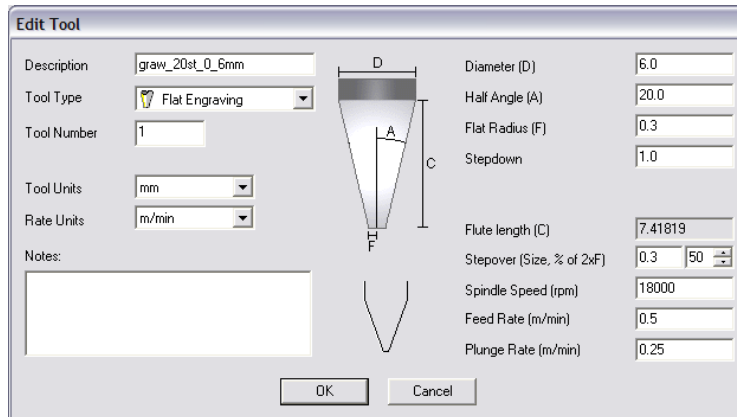 Edit Tool
Description graw_20st_0_6mm
Tool Type Flat Engraving
Tool Number 1
Tool Units mm
Rate Units m/min
Notes:
D
A
C
F
Diameter (D) 6.0
Half Angle (A) 20.0
Flat Radius (F) 0.3
Stepdown 1.0
Flute length (C) 7.41819
Stepover (Size, % of 2xF) 0.3 50
Spindle Speed (rpm) 18000
Feed Rate (m/min) 0.5
Plunge Rate (m/min) 0.25
OK Cancel